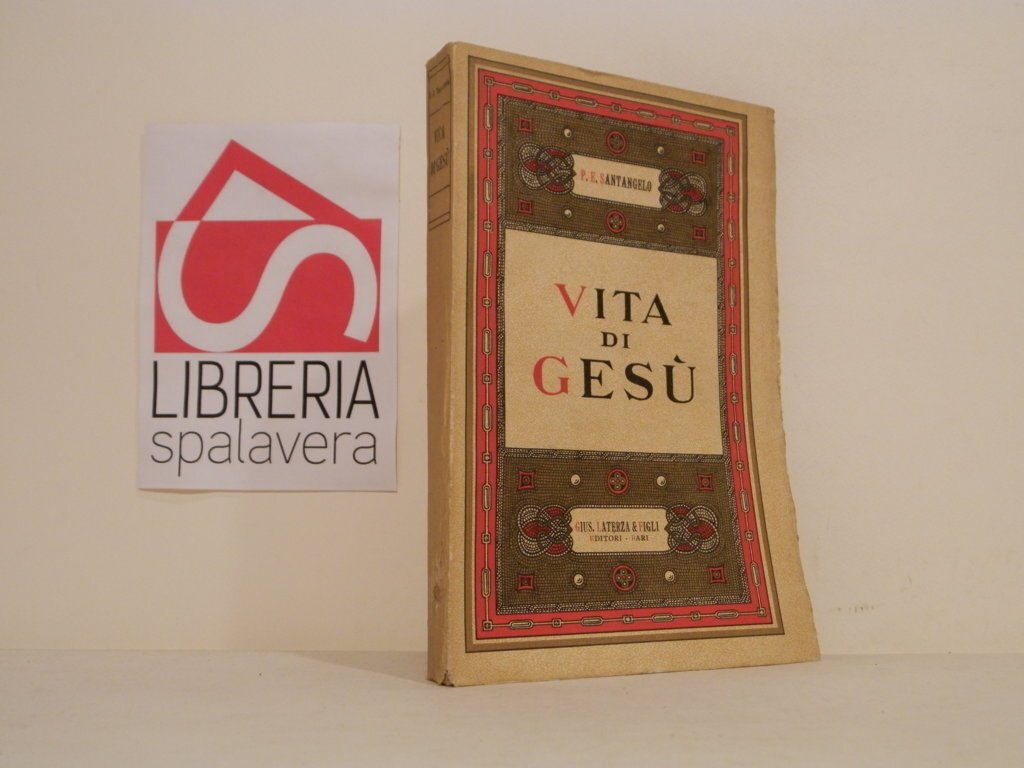 LIBRERIA
spalavera
VITA
DI GESÙ
P. E. SANTANGELO
VITA
DI
GESÙ
GIUS. LATERZA & FIGLI
EDITORI - BARI